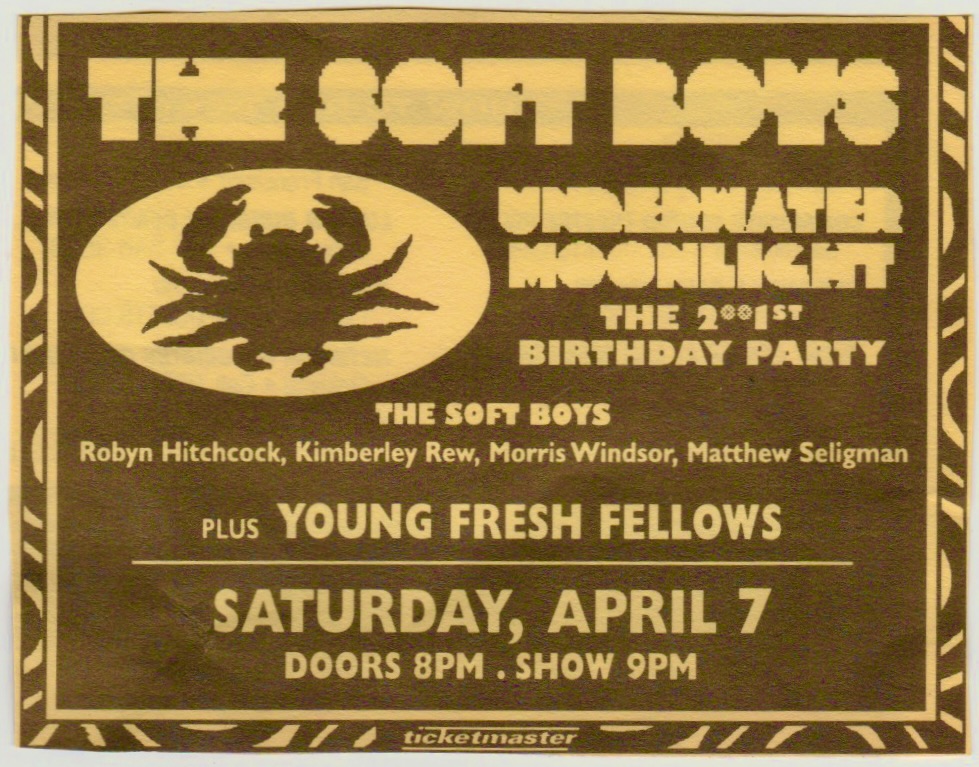 THE SOFT BOYS
UNDERWATER
MOONLIGHT
THE 2001ST
BIRTHDAY PARTY
THE SOFT BOYS
Robyn Hitchcock, Kimberley Rew, Morris Windsor, Matthew Seligman
PLUS YOUNG FRESH FELLOWS
SATURDAY, APRIL 7
DOORS 8PM . SHOW 9PM
ticketmaster